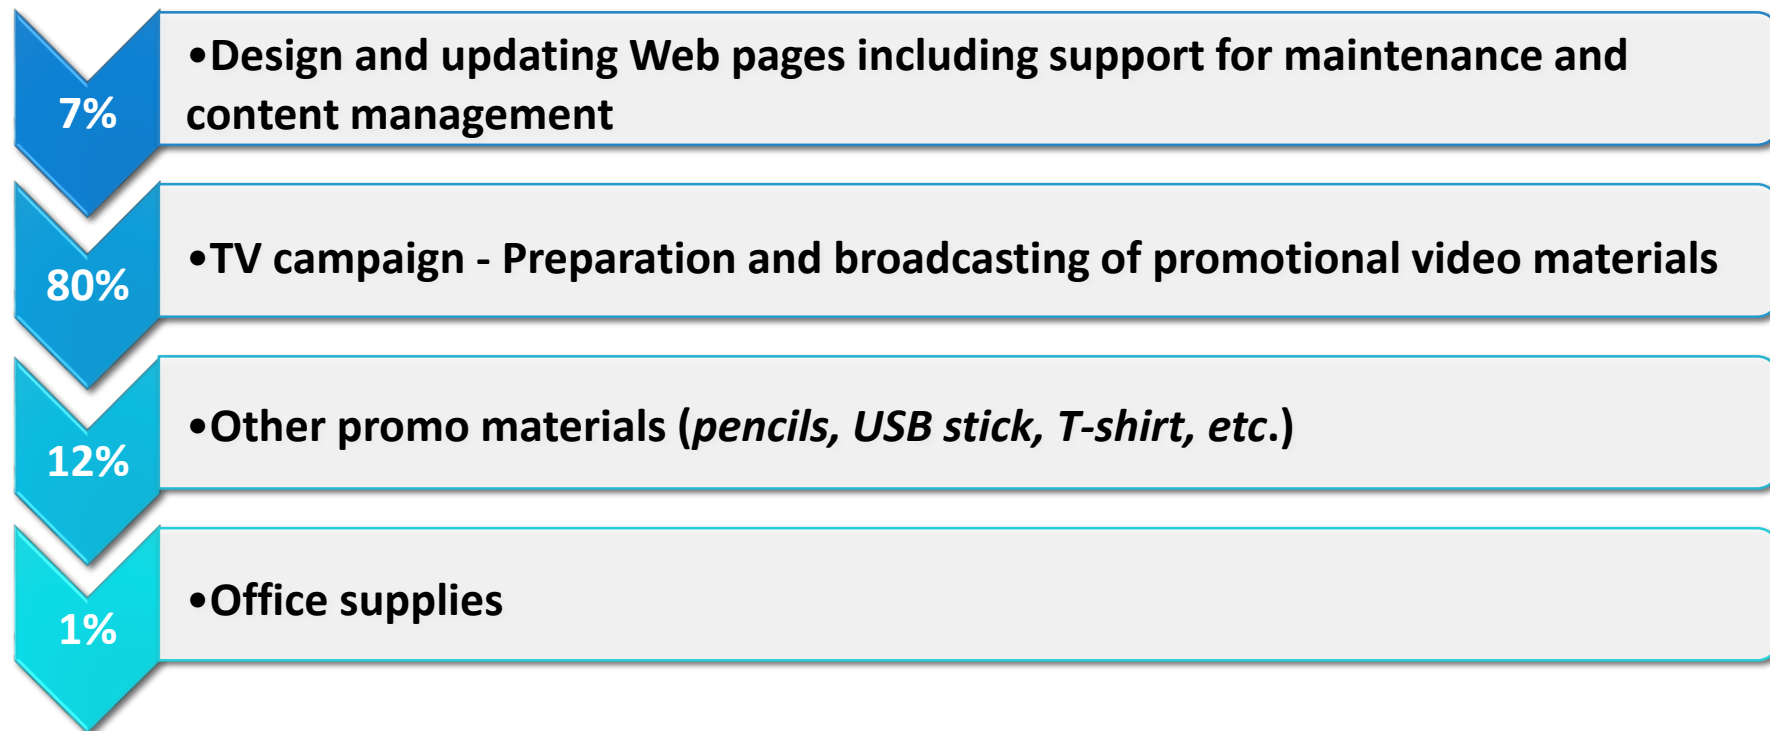 7%
•Design and updating Web pages including support for maintenance and
content management
80%
•TV campaign - Preparation and broadcasting of promotional video materials
12%
•Other promo materials (pencils, USB stick, T-shirt, etc.)
1%
•Office supplies